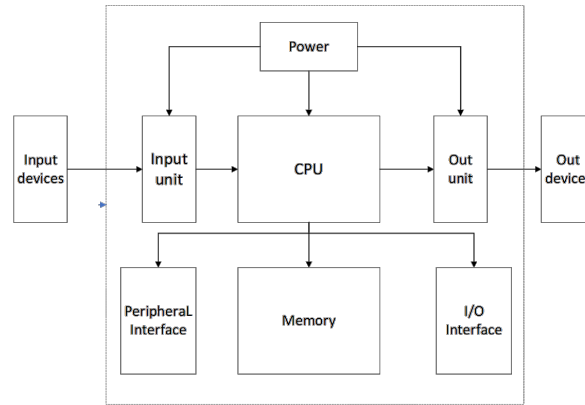 Power
Input
devices
Input
unit
CPU
Out
unit
Out
device
PeripheraL
Interface
Memory
I/O
Interface